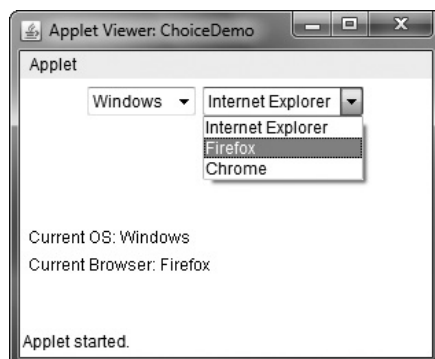 Applet Viewer: ChoiceDemo
Applet
Windows Internet Explorer
Internet Explorer
Firefox
Chrome
Current OS: Windows
Current Browser: Firefox
Applet started.